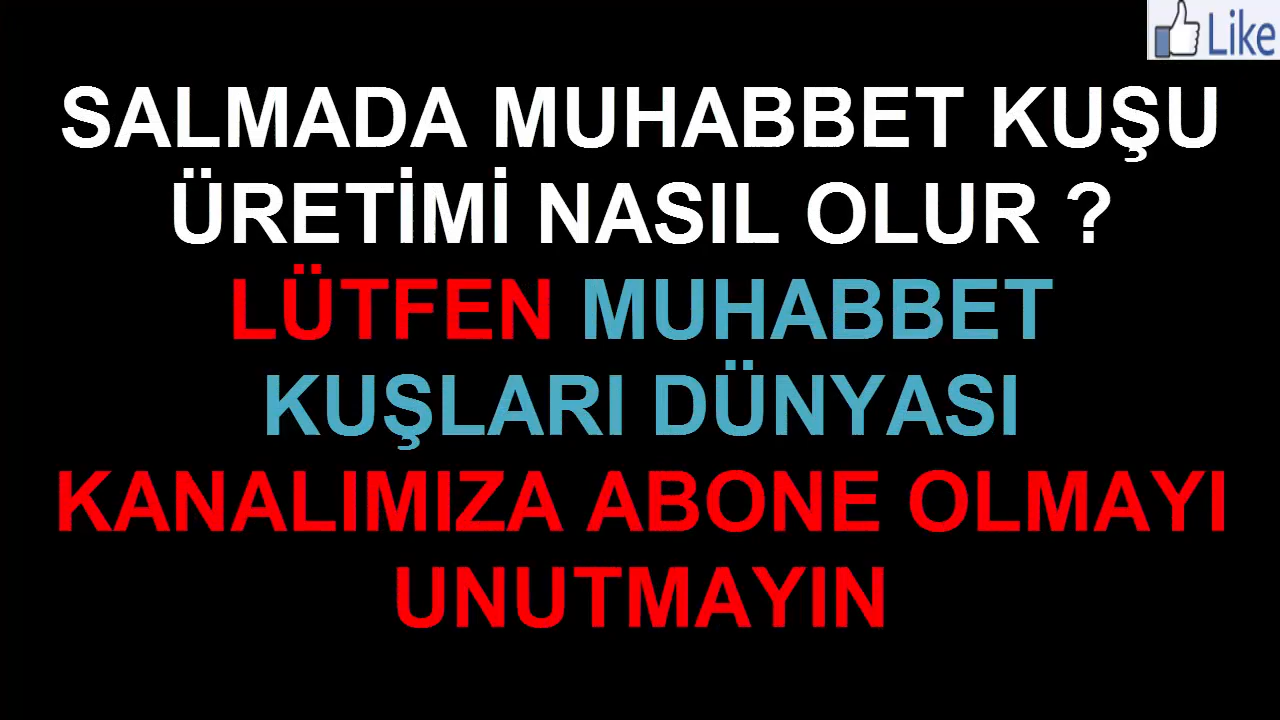 Like
SALMADA MUHABBET KUŞU
ÜRETİMİ NASIL OLUR ?
LÜTFEN MUHABBET
KUŞLARI DÜNYASI
KANALIMIZA ABONE OLMAYI
UNUTMAYIN